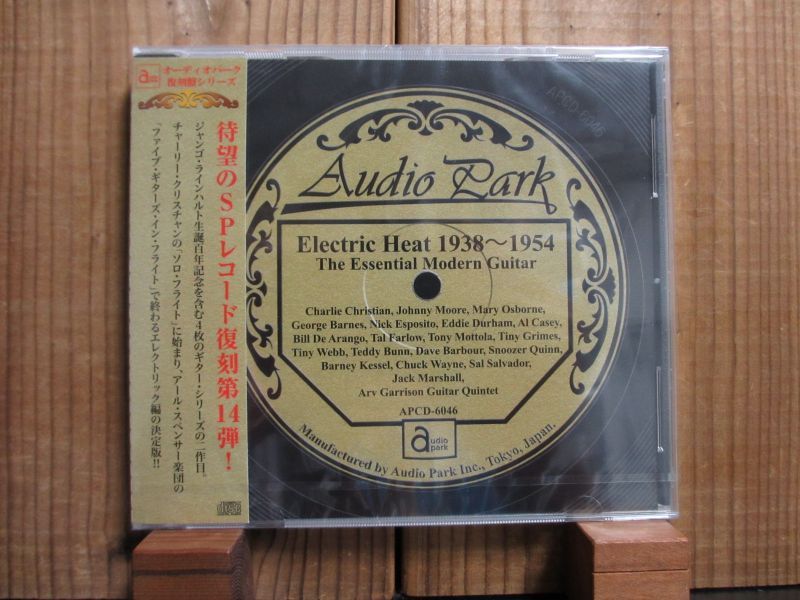 オーディオパーク
復刻盤シリーズ
待望のSPレコード復刻第14弾！
ジャンゴ・ラインハルト生誕百年記念を含む4枚のギター・シリーズの二作目。
チャーリー・クリスチャンの「ソロ・フライト」に始まり、アール・スペンサー楽団の
「ファイブ・ギターズ・イン・フライト」で終わるエレクトリック編の決定版!!
APCD-6046
Audio Park
Electric Heat 1938〜1954
The Essential Modern Guitar
Charlie Christian, Johnny Moore, Mary Osborne,
George Barnes, Nick Esposito, Eddie Durham, Al Casey,
Bill De Arango, Tal Farlow, Tony Mottola, Tiny Grimes,
Tiny Webb, Teddy Bunn, Dave Barbour, Snoozer Quinn,
Barney Kessel, Chuck Wayne, Sal Salvador,
Jack Marshall,
Arv Garrison Guitar Quintet
APCD-6046
audio
park
Manufactured by Audio Park Inc., Tokyo, Japan.